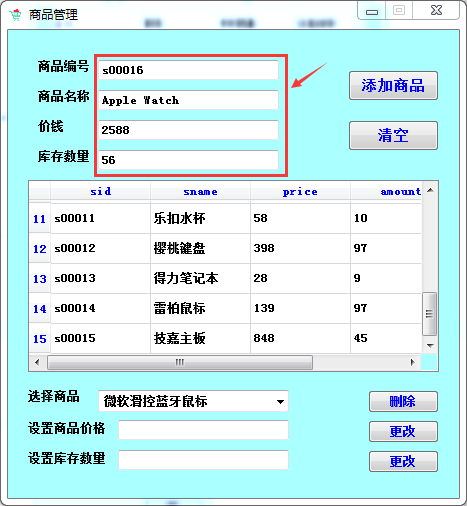 商品管理
商品编号 s00016
商品名称 Apple Watch 添加商品
价钱 2588
库存数量 56 清空
sid sname price amount
11 s00011 乐扣水杯 58 10
12 s00012 樱桃键盘 398 97
13 s00013 得力笔记本 28 9
14 s00014 雷柏鼠标 139 97
15 s00015 技嘉主板 848 45
选择商品 微软滑控蓝牙鼠标 删除
设置商品价格 更改
设置库存数量 更改